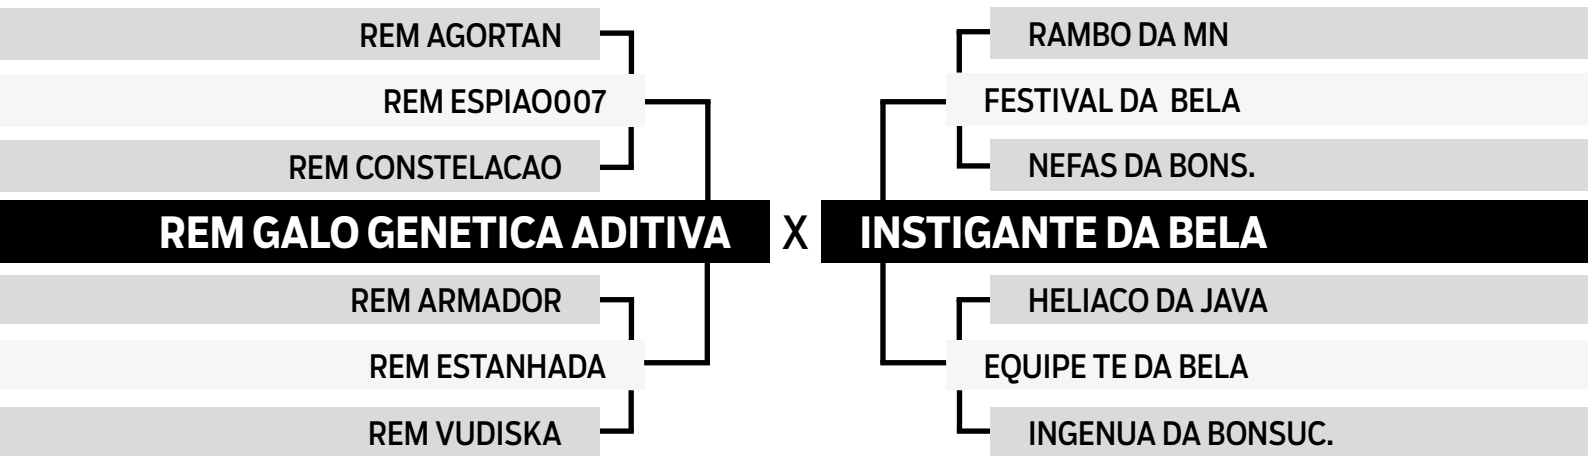 REM AGORTAN
REM ESPIAO007
REM CONSTELACAO
REM GALO GENETICA ADITIVA X INSTIGANTE DA BELA
REM ARMADOR
REM ESTANHADA
REM VUDISKA
RAMBO DA MN
FESTIVAL DA BELA
NEFAS DA BONS.
HELIACO DA JAVA
EQUIPE TE DA BELA
INGENUA DA BONSUC.